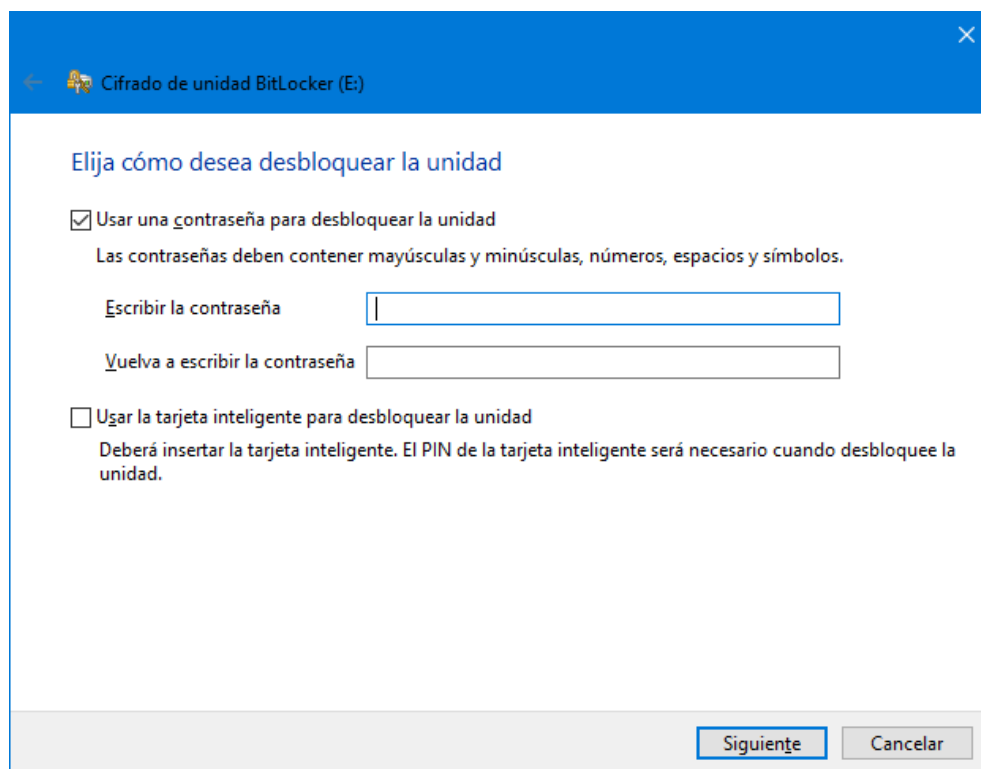 Cifrado de unidad BitLocker (E:)
Elija cómo desea desbloquear la unidad
Usar una contraseña para desbloquear la unidad
Las contraseñas deben contener mayúsculas y minúsculas, números, espacios y símbolos.
Escribir la contraseña
Vuelva a escribir la contraseña
Usar la tarjeta inteligente para desbloquear la unidad
Deberá insertar la tarjeta inteligente. El PIN de la tarjeta inteligente será necesario cuando desbloquee la
unidad.
Siguiente Cancelar